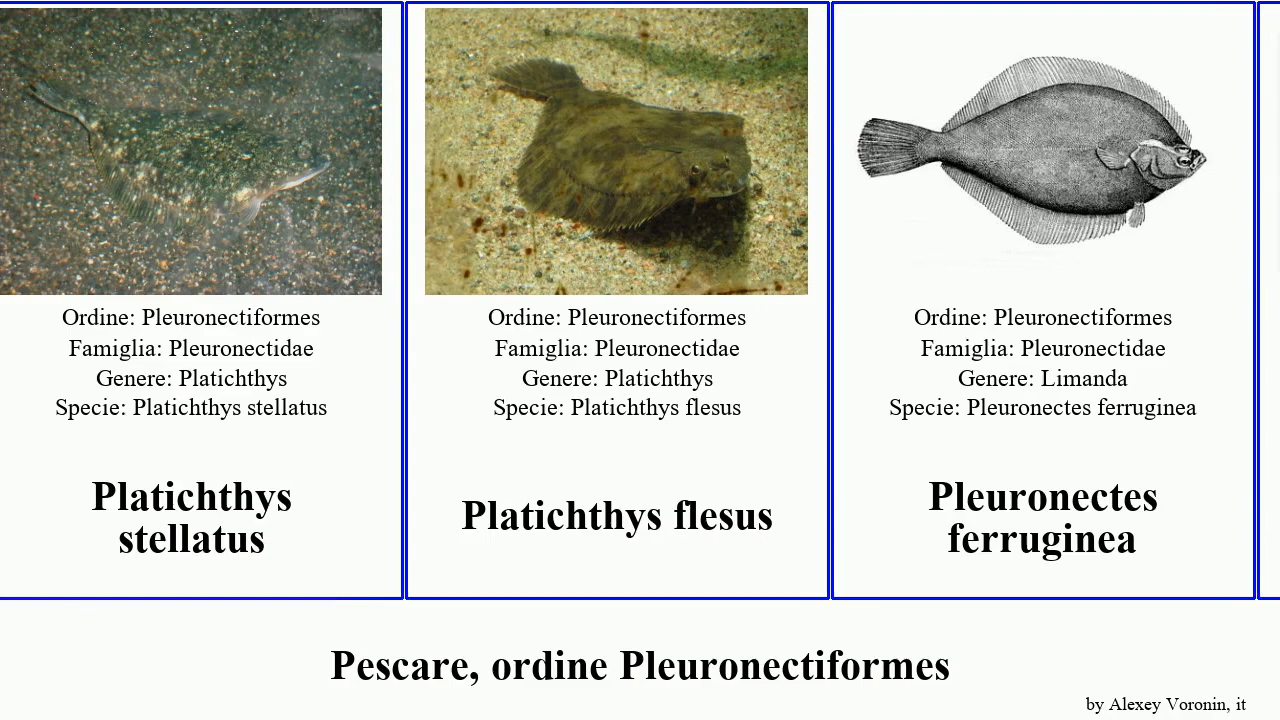 Ordine: Pleuronectiformes
Famiglia: Pleuronectidae
Genere: Platichthys
Specie: Platichthys stellatus
Platichthys
stellatus
Ordine: Pleuronectiformes
Famiglia: Pleuronectidae
Genere: Platichthys
Specie: Platichthys flesus
Platichthys flesus
Ordine: Pleuronectiformes
Famiglia: Pleuronectidae
Genere: Limanda
Specie: Pleuronectes ferruginea
Pleuronectes
ferruginea
Pescare, ordine Pleuronectiformes
by Alexey Voronin, it